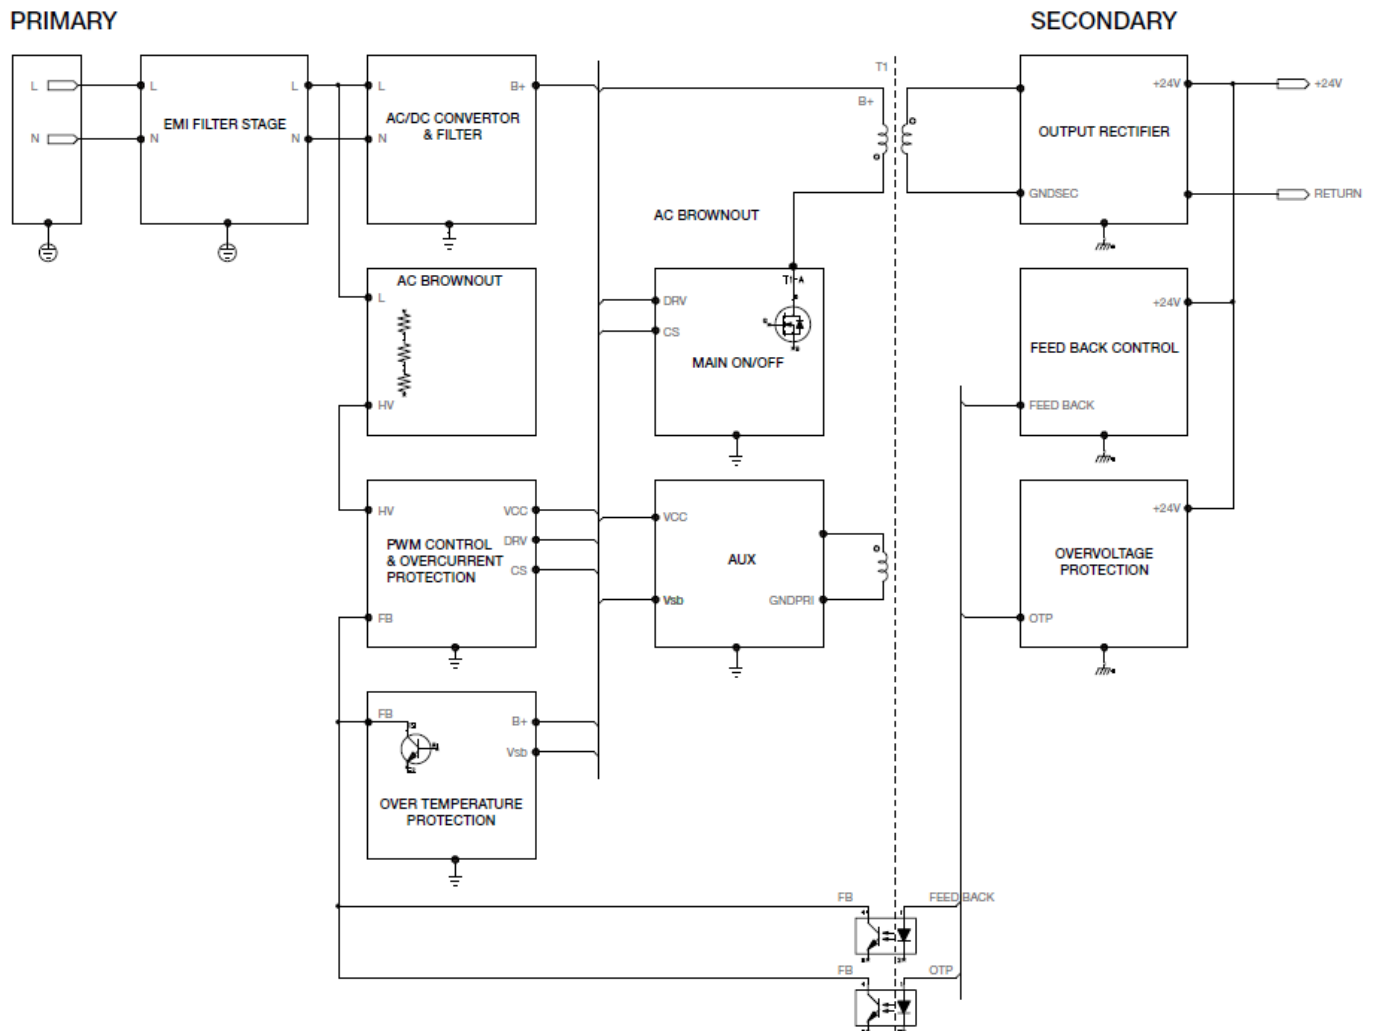 PRIMARY
SECONDARY
L
N
L
N
EMI FILTER STAGE
L
N
L
N
AC/DC CONVERTOR
& FILTER
B+
T1
B+
+24V
OUTPUT RECTIFIER
GNDSEC
+24V
RETURN
AC BROWNOUT
L
HV
AC BROWNOUT
T1-A
DRV
CS
MAIN ON/OFF
+24V
FEED BACK CONTROL
FEED BACK
HV
VCC
DRV
CS
PWM CONTROL
& OVERCURRENT
PROTECTION
FB
VCC
AUX
Vsb
GNDPRI
+24V
OVERVOLTAGE
PROTECTION
OTP
FB
B+
Vsb
OVER TEMPERATURE
PROTECTION
FB
FEED BACK
FB
OTP